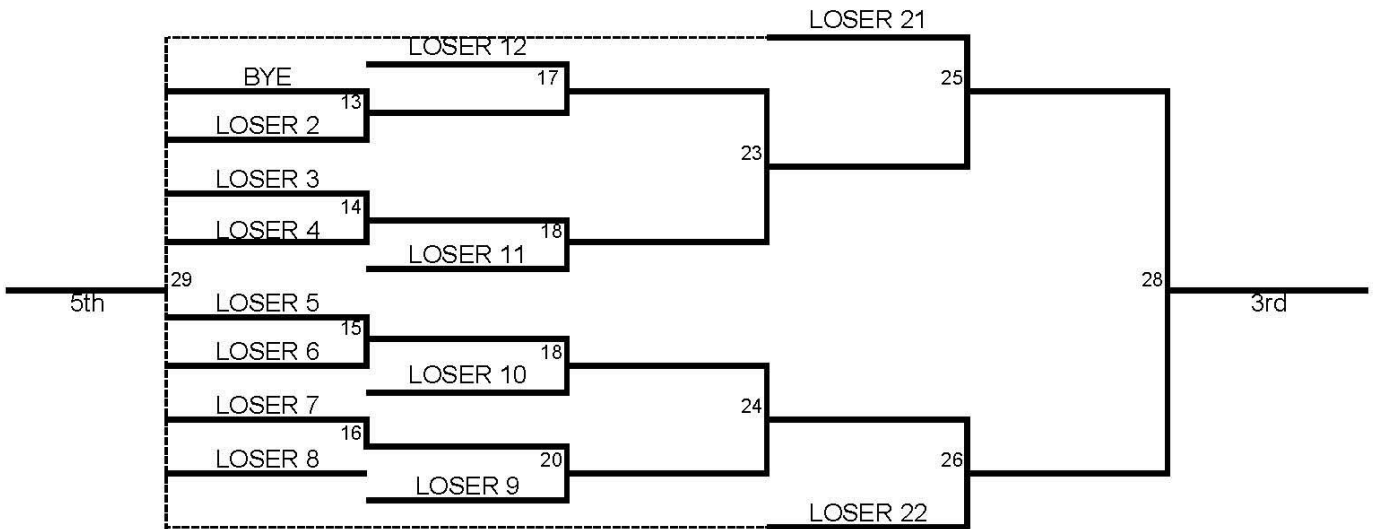 LOSER 21
LOSER 12
BYE
17
25
13
LOSER 2
23
LOSER 3
14
LOSER 4
18
LOSER 11
29
28
5th
LOSER 5
3rd
15
LOSER 6
18
LOSER 10
LOSER 7
24
16
LOSER 8
20
26
LOSER 9
LOSER 22